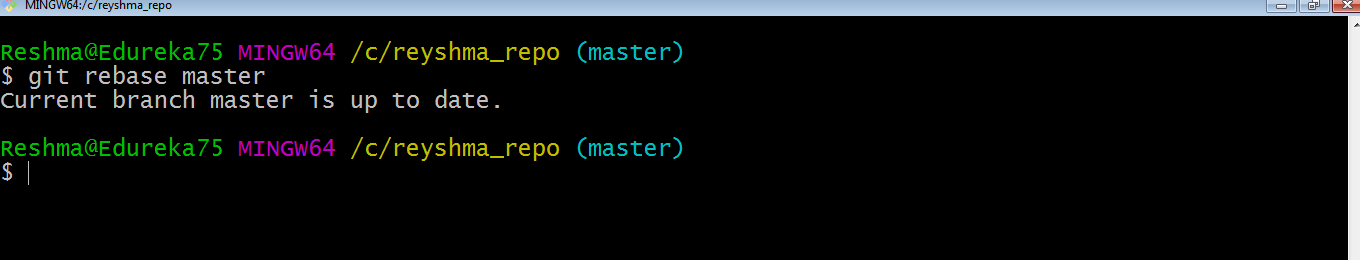 MINGW64:/c/reyshma_repo
Reshma@Edureka75 MINGW64 /c/reyshma_repo (master)
$ git rebase master
Current branch master is up to date.
Reshma@Edureka75 MINGW64 /c/reyshma_repo (master)
$